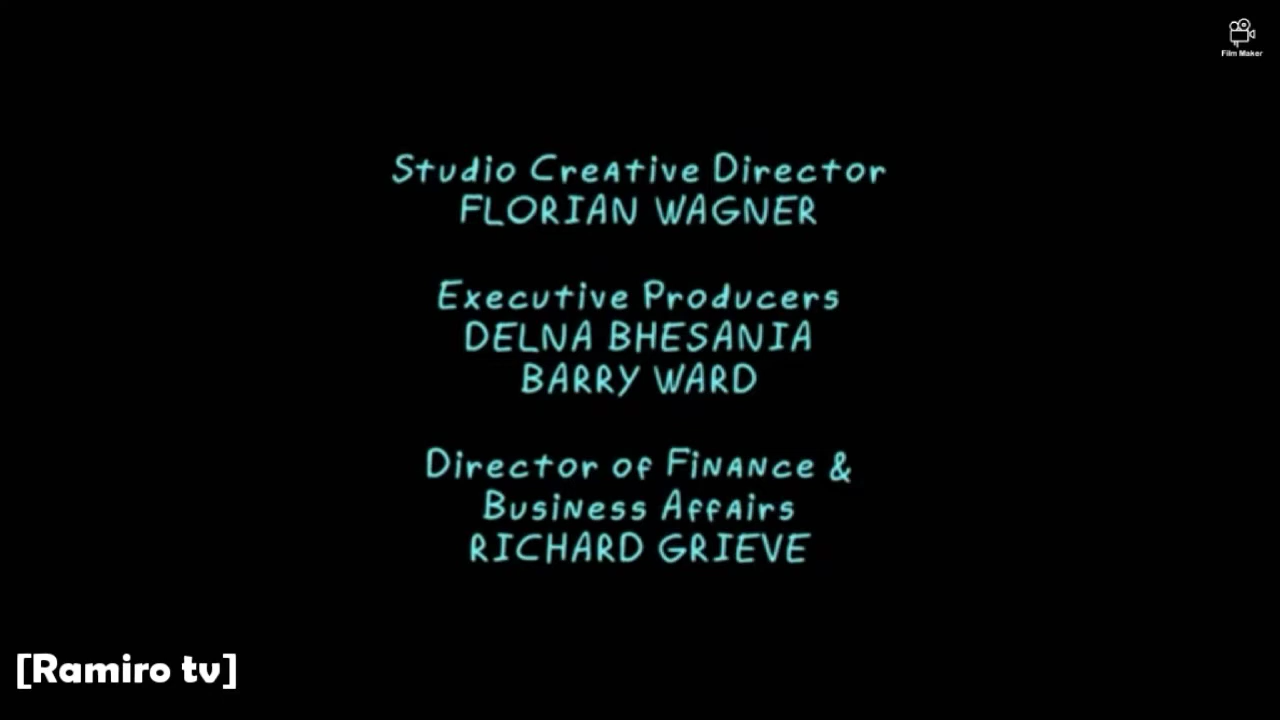 Film Maker
Studio Creative Director
FLORIAN WAGNER
Executive Producers
DELNA BHESANIA
BARRY WARD
Director of Finance &
Business Affairs
RICHARD GRIEVE
[Ramiro tv]